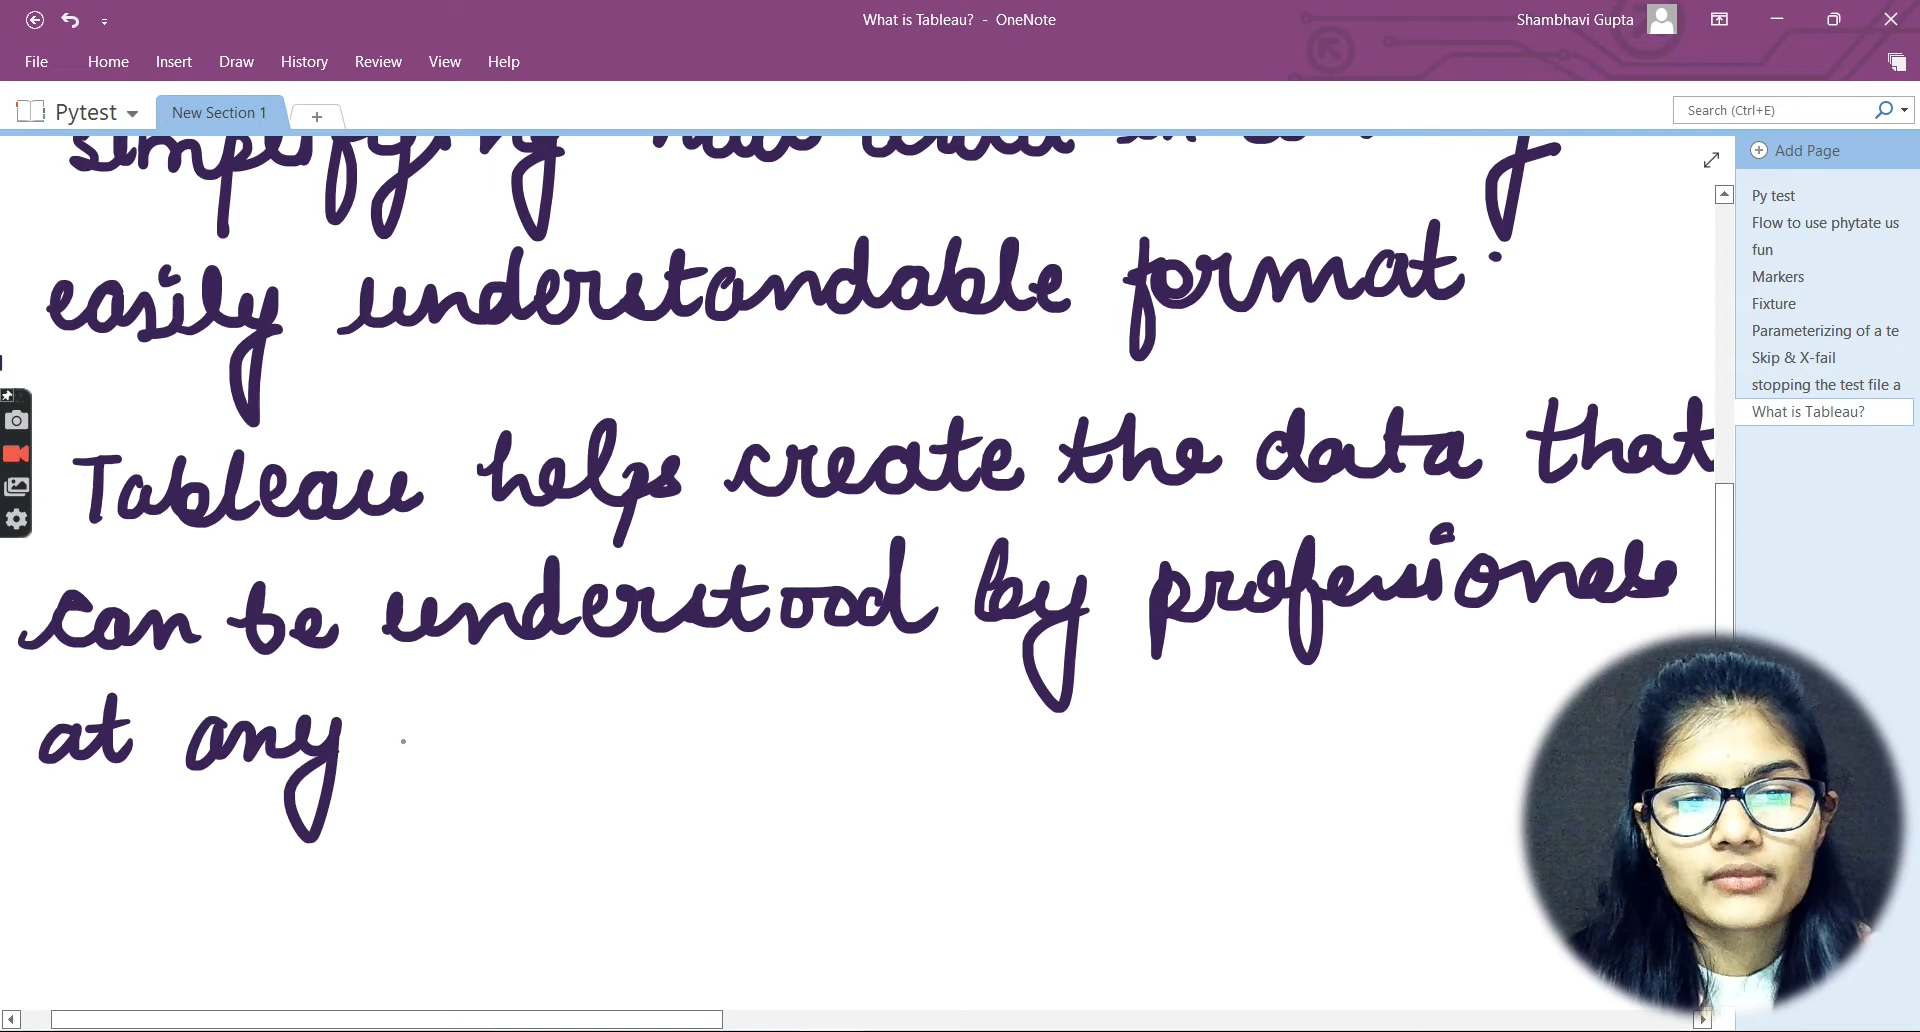 What is Tableau? - OneNote
Shambhavi Gupta
File Home Insert Draw History Review View Help
Pytest New Section 1 +
Search (Ctrl+E)
Add Page
simplifying
easily understandable format.
Tableau helps create the data that
can be understood by professionals
at any
Py test
Flow to use phytate us
fun
Markers
Fixture
Parameterizing of a te
Skip & X-fail
stopping the test file a
What is Tableau?